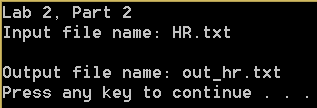 Lab 2, Part 2
Input file name: HR.txt
Output file name: out_hr.txt
Press any key to continue . . .